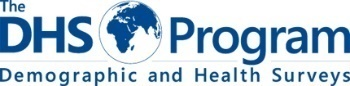 The
DHS Program
Demographic and Health Surveys